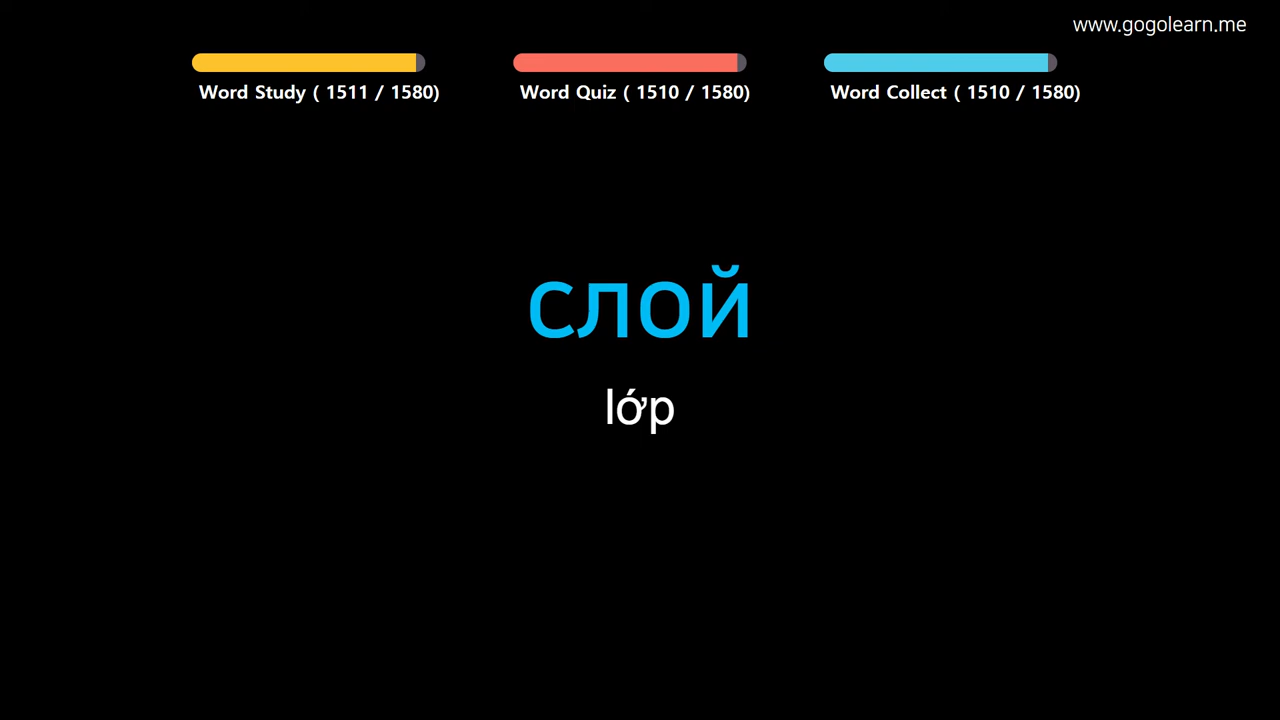 www.gogolearn.me
Word Study ( 1511 / 1580)
Word Quiz ( 1510 / 1580)
Word Collect ( 1510 / 1580)
слой
lớp